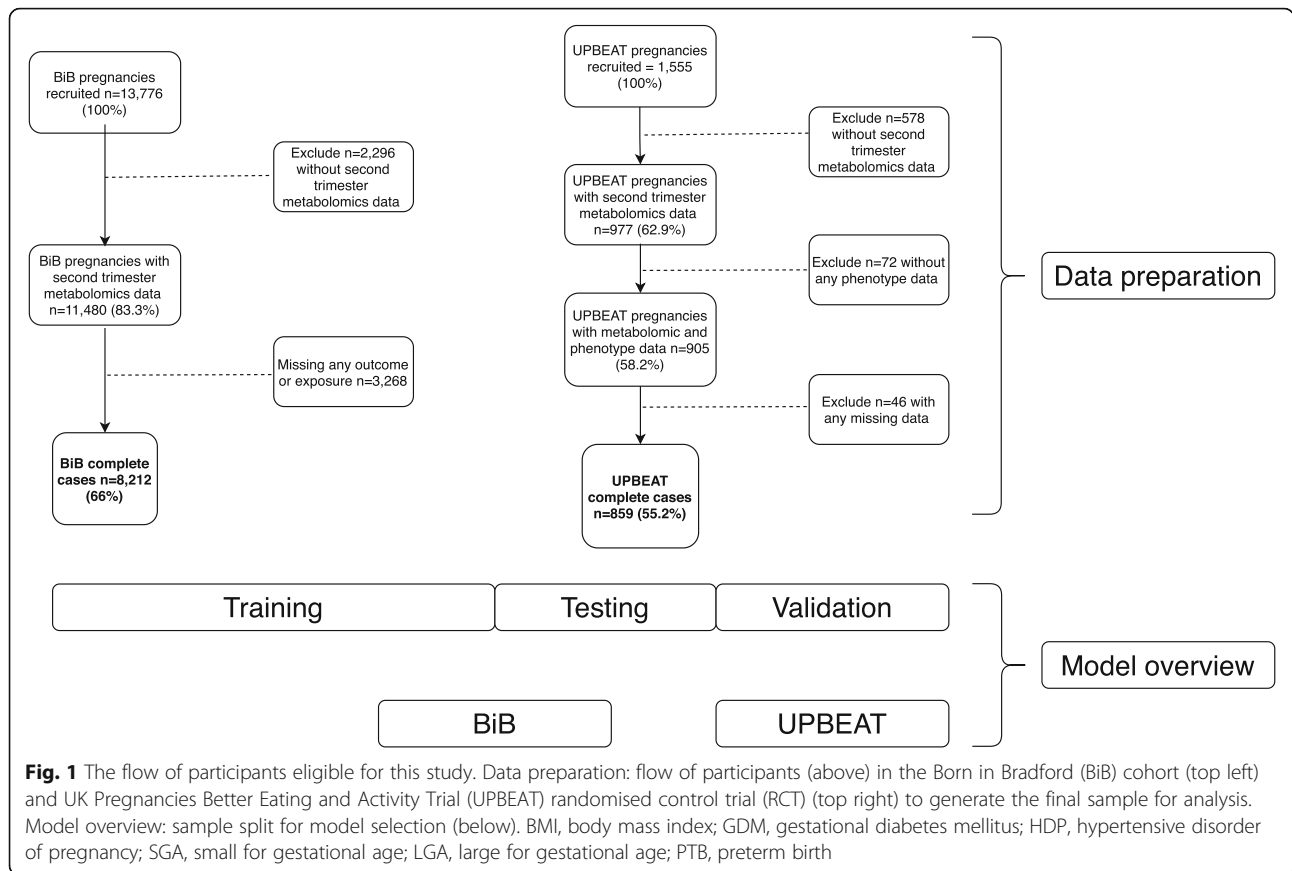 BiB pregnancies
recruited n=13,776
(100%)
Exclude n=2,296
without second
trimester
metabolomics data
BiB pregnancies with
second trimester
metabolomics data
n=11,480 (83.3%)
Missing any outcome
or exposure n=3,268
BiB complete
cases n=8,212
(66%)
UPBEAT pregnancies
recruited = 1,555
(100%)
Exclude n=578
without second
trimester
metabolomics data
UPBEAT pregnancies
with second trimester
metabolomics data
n=977 (62.9%)
Exclude n=72 without
any phenotype data
UPBEAT pregnancies
with metabolomic and
phenotype data n=905
(58.2%)
Exclude n=46 with
any missing data
UPBEAT
complete cases
n=859 (55.2%)
Data preparation
Training
Testing
Validation
Model overview
BiB
UPBEAT
Fig. 1 The flow of participants eligible for this study. Data preparation: flow of participants (above) in the Born in Bradford (BiB) cohort (top left)
and UK Pregnancies Better Eating and Activity Trial (UPBEAT) randomised control trial (RCT) (top right) to generate the final sample for analysis.
Model overview: sample split for model selection (below). BMI, body mass index; GDM, gestational diabetes mellitus; HDP, hypertensive disorder
of pregnancy; SGA, small for gestational age; LGA, large for gestational age; PTB, preterm birth